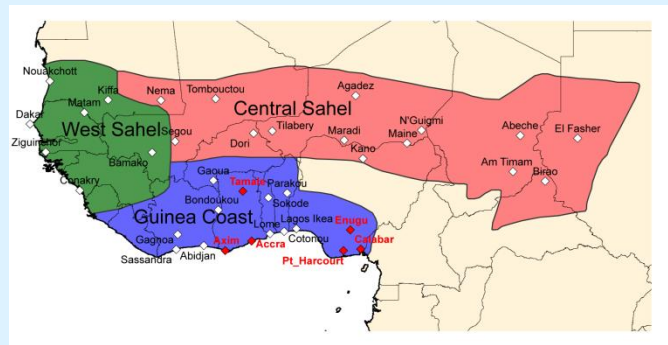 Nouakchott
Kiffa
Nema
Tombouctou
Agadez
Matam
Central Sahel
Dakar
West Sahel
N'Guigmi
Abeche
El Fasher
Segou
Tilabery
Maradi
Maine
Ziguinchor
Dori
Bamako
Kano
Am Timam
Birao
Conakry
Gaoua
Tamale
Parakou
Bondoukou
Sokode
Guinea Coast
Lome
Lagos Ikea
Enugu
Gagnoa
Axim
Accra
Cotonou
Calabar
Sassandra
Abidjan
Pt_Harcourt